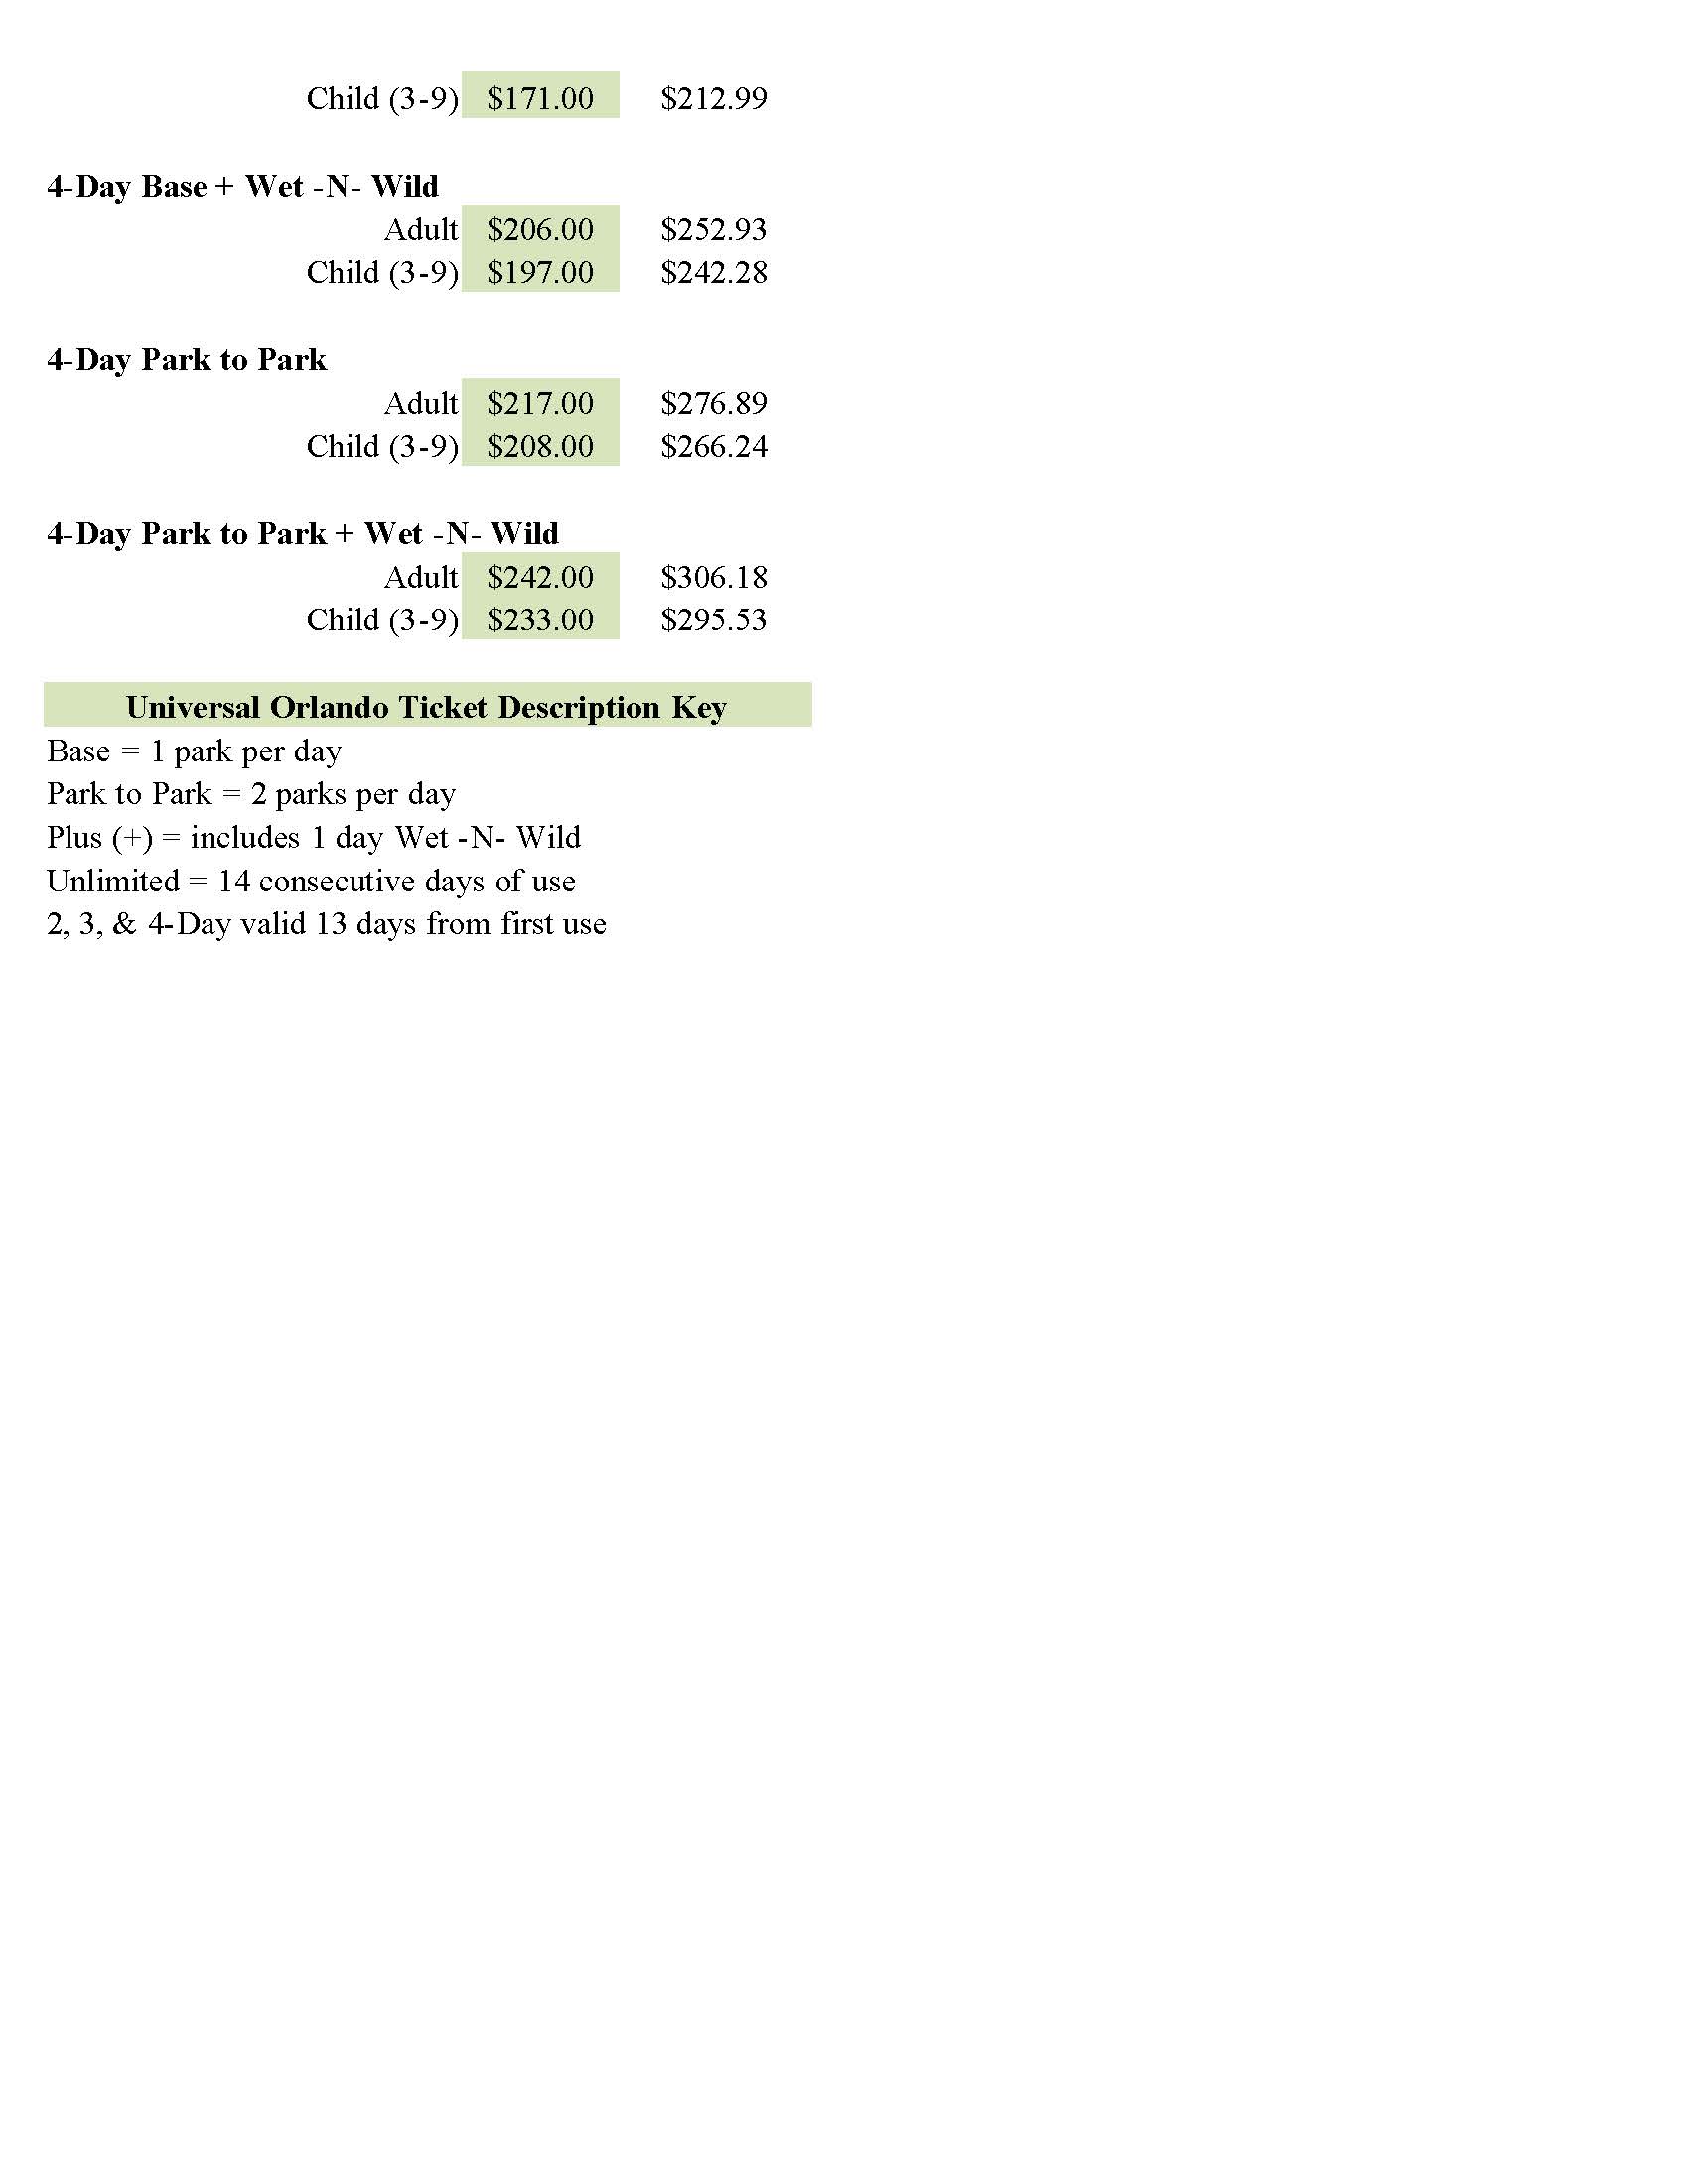 Child (3-9) $171.00 $212.99
4-Day Base + Wet -N- Wild
Adult $206.00 $252.93
Child (3-9) $197.00 $242.28
4-Day Park to Park
Adult $217.00 $276.89
Child (3-9) $208.00 $266.24
4-Day Park to Park + Wet -N- Wild
Adult $242.00 $306.18
Child (3-9) $233.00 $295.53
Universal Orlando Ticket Description Key
Base = 1 park per day
Park to Park = 2 parks per day
Plus (+) = includes 1 day Wet -N- Wild
Unlimited = 14 consecutive days of use
2, 3, & 4-Day valid 13 days from first use